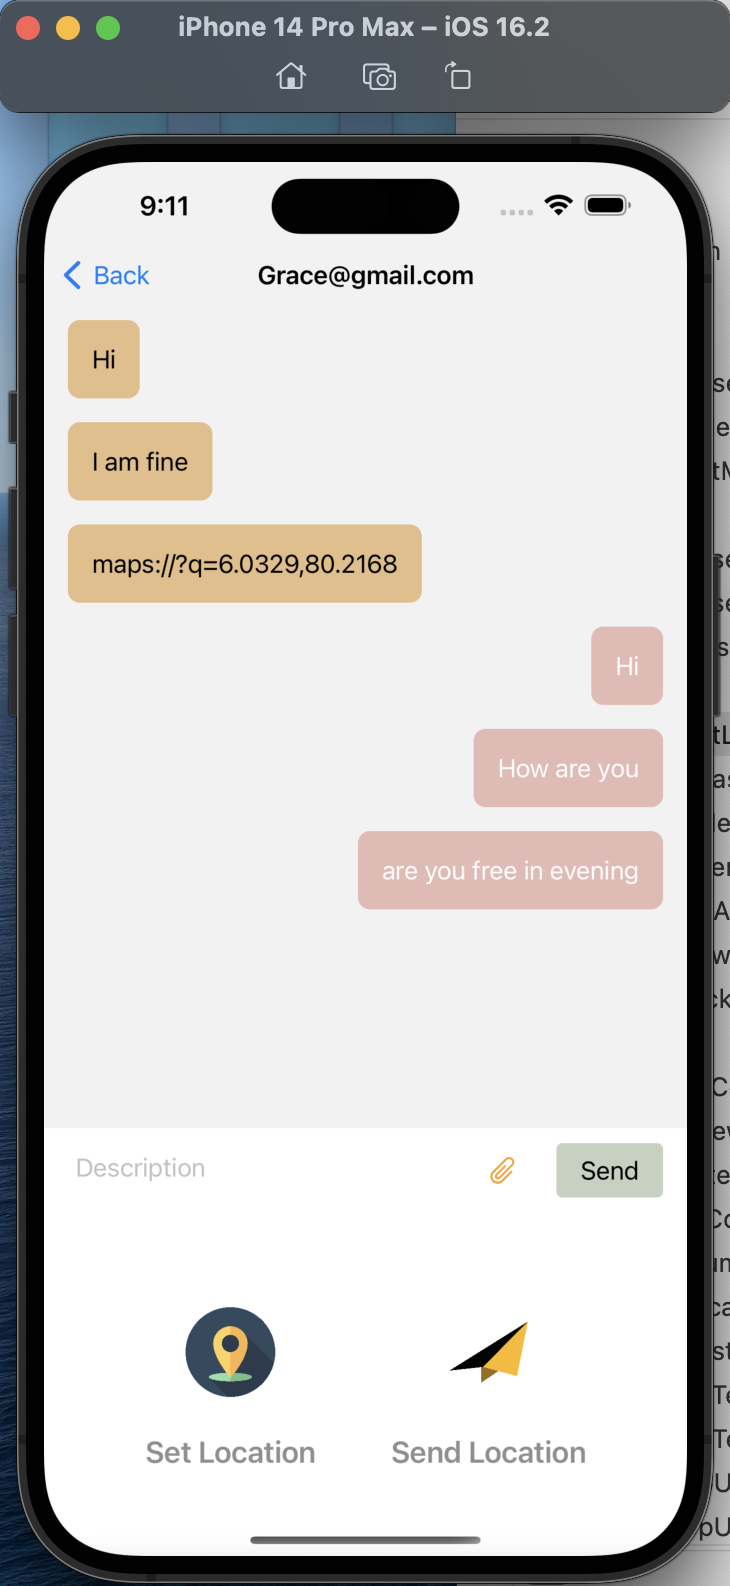 iPhone 14 Pro Max – iOS 16.2
9:11
Back
Grace@gmail.com
Hi
I am fine
maps://?q=6.0329,80.2168
Hi
How are you
are you free in evening
Description
Send
Set Location
Send Location